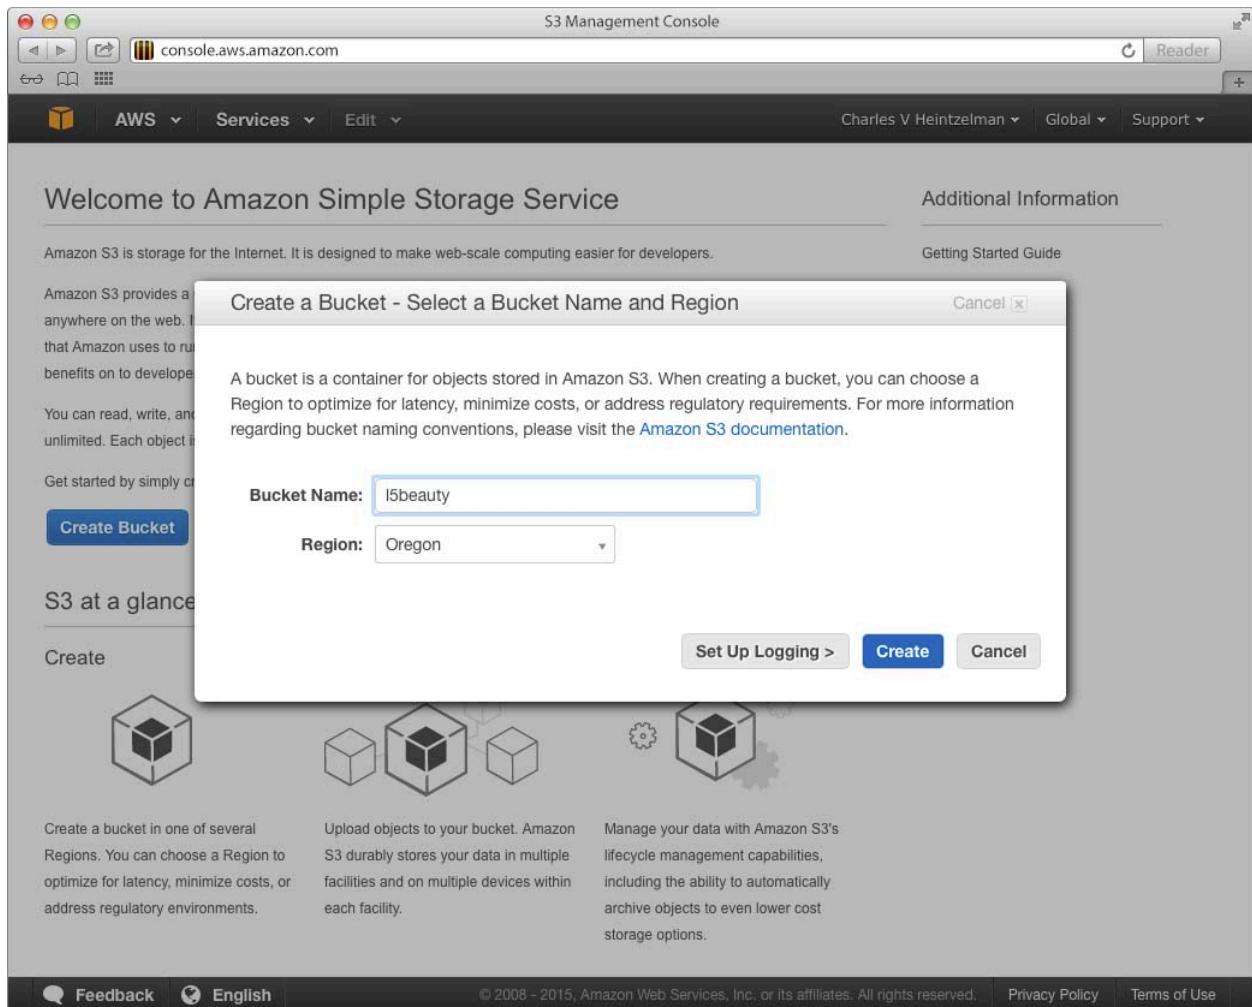 S3 Management Console
console.aws.amazon.com
Reader
AWS Services Edit Charles V Heintzelman Global Support
Welcome to Amazon Simple Storage Service
Additional Information
Amazon S3 is storage for the Internet. It is designed to make web-scale computing easier for developers.
Getting Started Guide
Amazon S3 provides a
anywhere on the web.
that Amazon uses to
benefits on to
You can read, write,
unlimited. Each object
Get started by simply
Create Bucket
S3 at a glance
Create a Bucket - Select a Bucket Name and Region
Cancel x
A bucket is a container for objects stored in Amazon S3. When creating a bucket, you can choose a
Region to optimize for latency, minimize costs, or address regulatory requirements. For more information
regarding bucket naming conventions, please visit the Amazon S3 documentation.
Bucket Name: l5beauty
Region: Oregon
Set Up Logging > Create Cancel
Create
Create a bucket in one of several
Regions. You can choose a Region to
optimize for latency, minimize costs, or
address regulatory environments.
Upload objects to your bucket. Amazon
S3 durably stores your data in multiple
facilities and on multiple devices within
each facility.
Manage your data with Amazon S3's
lifecycle management capabilities,
including the ability to automatically
archive objects to even lower cost
storage options.
Feedback English © 2008 - 2015, Amazon Web Services, Inc. or its affiliates. All rights reserved. Privacy Policy Terms of Use